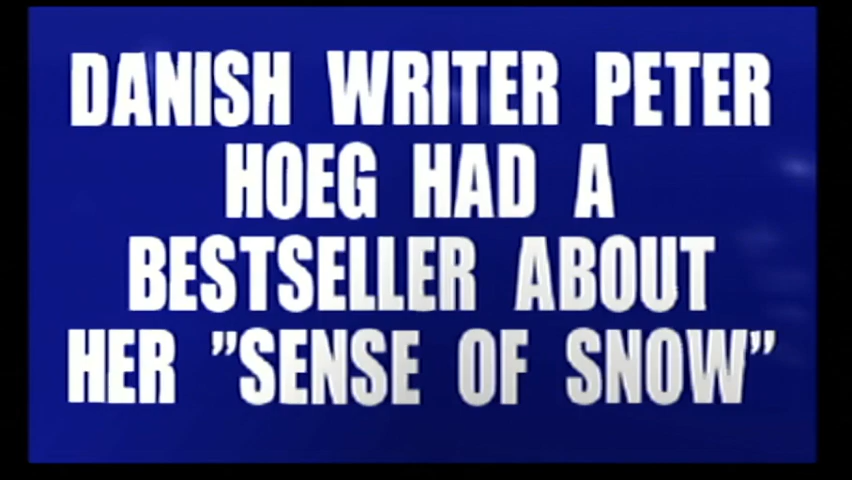 DANISH WRITER PETER
HOEG HAD A
BESTSELLER ABOUT
HER "SENSE OF SNOW"